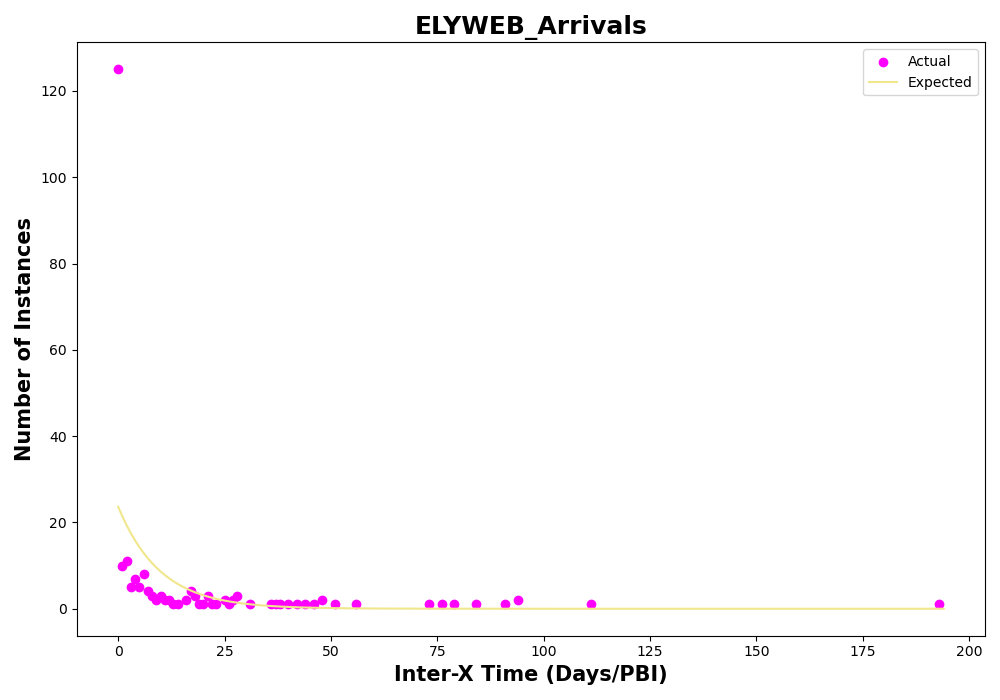 ELYWEB_Arrivals
Actual
Expected
Number of Instances
120
100
80
60
40
20
0
0 25 50 75 100 125 150 175 200
Inter-X Time (Days/PBI)